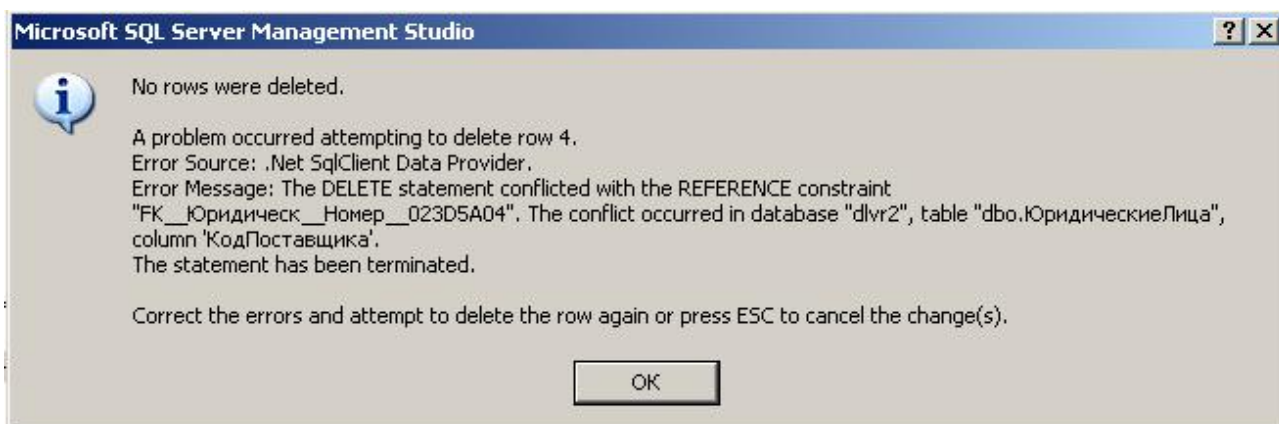 Microsoft SQL Server Management Studio
No rows were deleted.
A problem occurred attempting to delete row 4.
Error Source: .Net SqlClient Data Provider.
Error Message: The DELETE statement conflicted with the REFERENCE constraint
"FK__Юридическ__Номер__023D5A04". The conflict occurred in database "dlvr2", table "dbo.ЮридическиеЛица",
column 'КодПоставщика'.
The statement has been terminated.
Correct the errors and attempt to delete the row again or press ESC to cancel the change(s).
OK